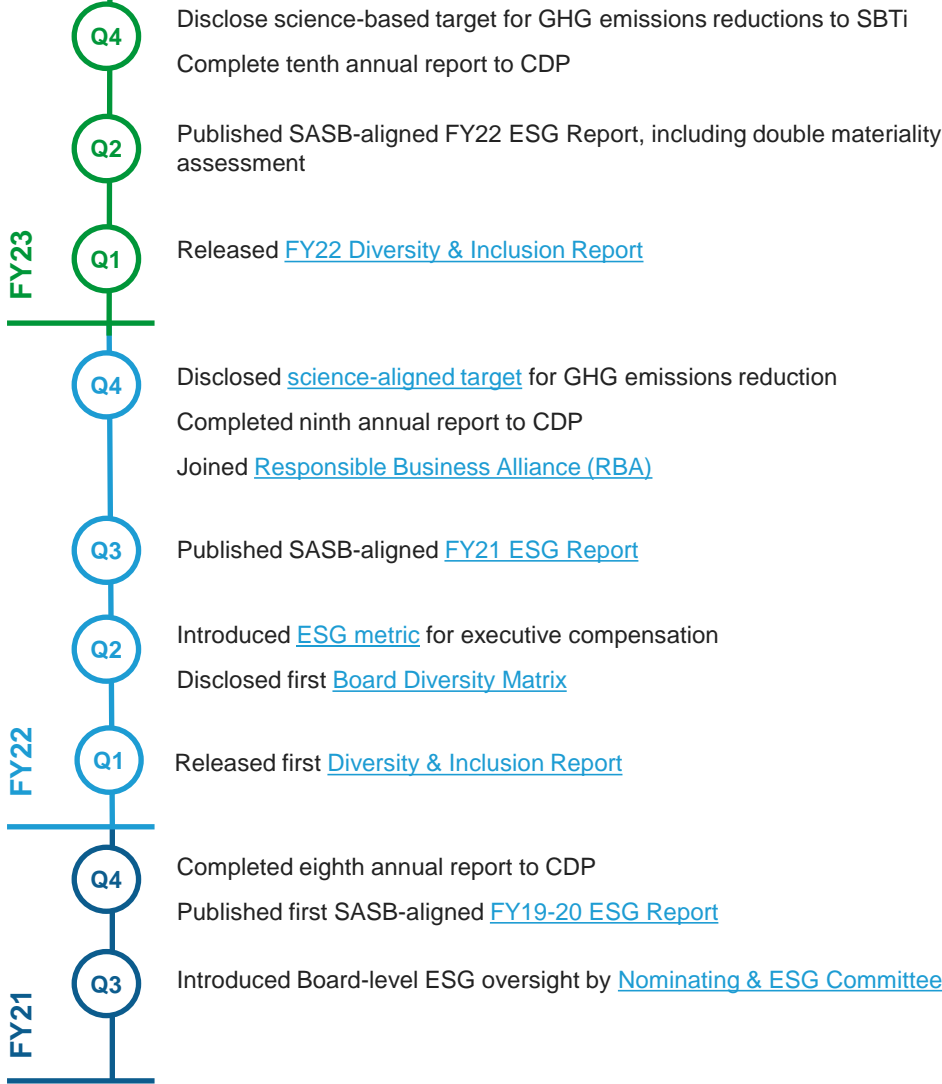 Q4
Disclose science-based target for GHG emissions reductions to SBTi
Complete tenth annual report to CDP
Q2
Published SASB-aligned FY22 ESG Report, including double materiality
assessment
FY23
Q1
Released FY22 Diversity & Inclusion Report
Q4
Disclosed science-aligned target for GHG emissions reduction
Completed ninth annual report to CDP
Joined Responsible Business Alliance (RBA)
Q3
Published SASB-aligned FY21 ESG Report
Q2
Introduced ESG metric for executive compensation
Disclosed first Board Diversity Matrix
FY22
Q1
Released first Diversity & Inclusion Report
Q4
Completed eighth annual report to CDP
Published first SASB-aligned FY19-20 ESG Report
FY21
Q3
Introduced Board-level ESG oversight by Nominating & ESG Committee